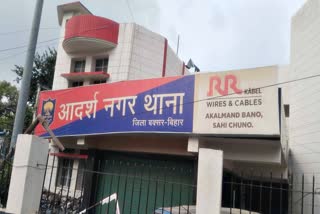 आदर्श नगर थाना
जिला बक्सर-बिहार
RR
KABEL
WIRES & CABLES
AKALMAND BANO,
SAHI CHUNO.